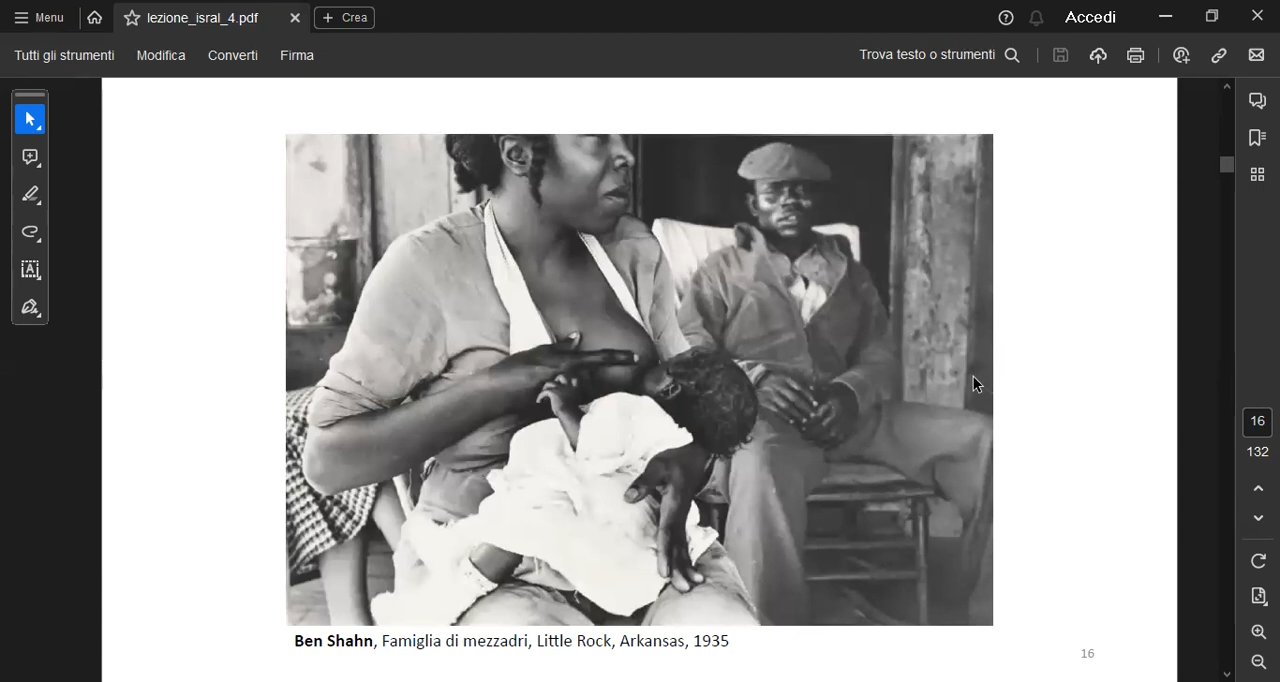 Menu
lezione_isral_4.pdf
Crea
Accedi
Tutti gli strumenti
Modifica
Converti
Firma
Trova testo o strumenti
16
132
Ben Shahn, Famiglia di mezzadri, Little Rock, Arkansas, 1935
16